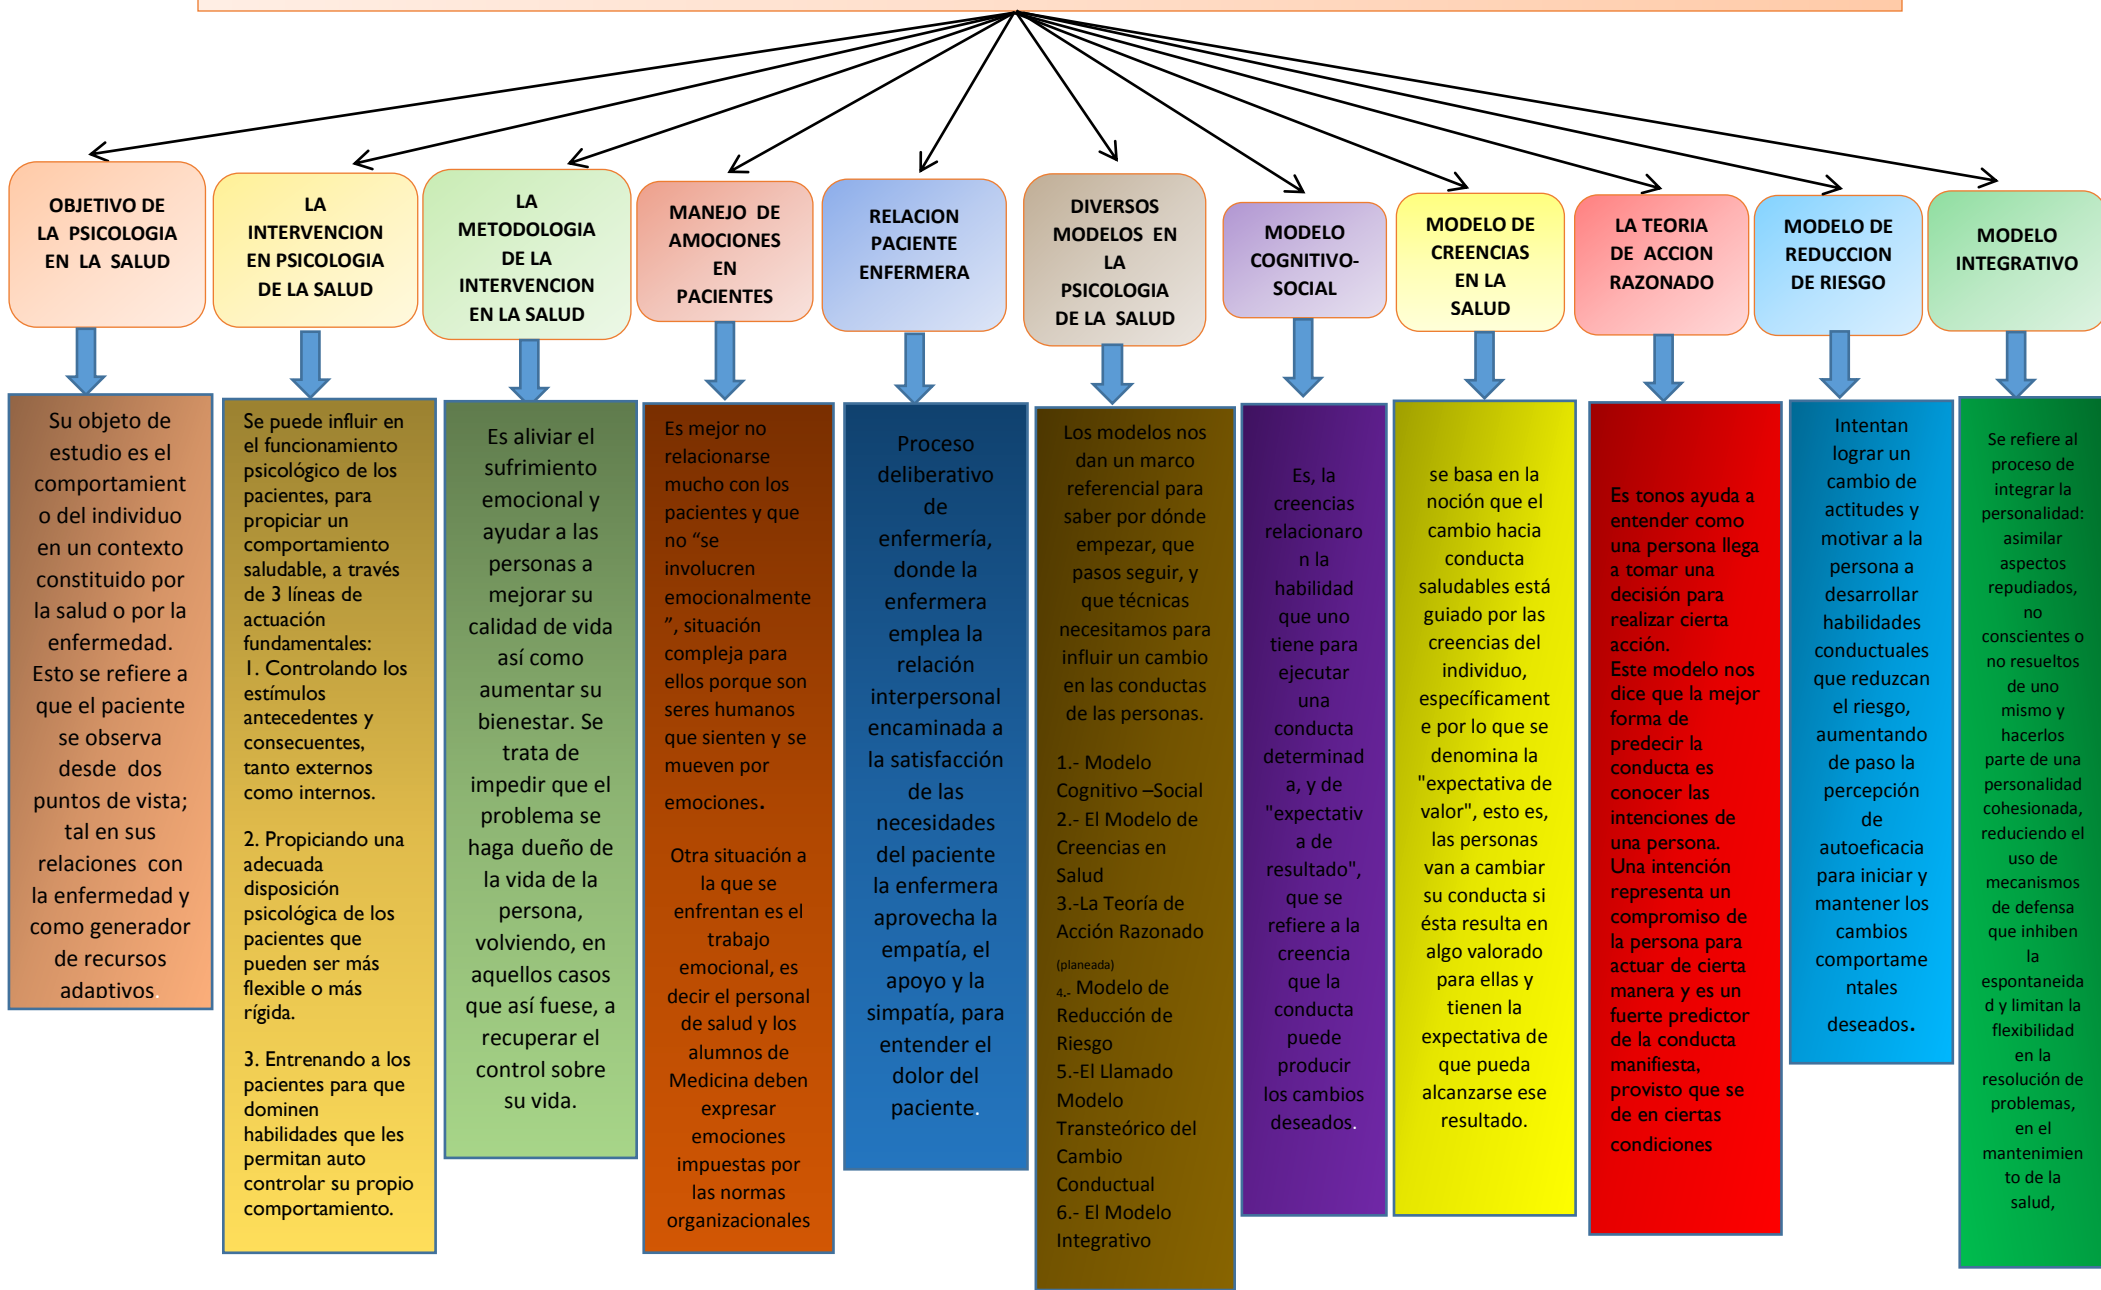 OBJETIVO DE
LA PSICOLOGIA
EN LA SALUD
LA
INTERVENCION
EN PSICOLOGIA
DE LA SALUD
LA
METODOLOGIA
DE LA
INTERVENCION
EN LA SALUD
MANEJO DE
AMOCIONES
EN
PACIENTES
RELACION
PACIENTE
ENFERMERA
DIVERSOS
MODELOS EN
LA
PSICOLOGIA
DE LA SALUD
MODELO
COGNITIVO-
SOCIAL
MODELO DE
CREENCIAS
EN LA
SALUD
LA TEORIA
DE ACCION
RAZONADO
MODELO DE
REDUCCION
DE RIESGO
MODELO
INTEGRATIVO
Su objeto de
estudio es el
comportamient
o del individuo
en un contexto
constituido por
la salud o por la
enfermedad.
Esto se refiere a
que el paciente
se observa
desde dos
puntos de vista;
tal en sus
relaciones con
la enfermedad y
como generador
de recursos
adaptivos.
Se puede influir en
el funcionamiento
psicológico de los
pacientes, para
propiciar un
comportamiento
saludable, a través
de 3 líneas de
actuación
fundamentales:
1. Controlando los
estímulos
antecedentes y
consecuentes,
tanto externos
como internos.
2. Propiciando una
adecuada
disposición
psicológica de los
pacientes que
pueden ser más
flexible o más
rígida.
3. Entrenando a los
pacientes para que
dominen
habilidades que les
permitan auto
controlar su propio
comportamiento.
Es aliviar el
sufrimiento
emocional y
ayudar a las
personas a
mejorar su
calidad de vida
así como
aumentar su
bienestar. Se
trata de
impedir que el
problema se
haga dueño de
la vida de la
persona,
volviendo, en
aquellos casos
que así fuese, a
recuperar el
control sobre
su vida.
Es mejor no
relacionarse
mucho con los
pacientes y que
no “se
involucren
emocionalmente
”, situación
compleja para
ellos porque son
seres humanos
que sienten y se
mueven por
emociones.
Otra situación a
la que se
enfrentan es el
trabajo
emocional, es
decir el personal
de salud y los
alumnos de
Medicina deben
expresar
emociones
impuestas por
las normas
organizacionales
Proceso
deliberativo
de
enfermería,
donde la
enfermera
emplea la
relación
interpersonal
encaminada a
la satisfacción
de las
necesidades
del paciente
la enfermera
aprovecha la
empatía, el
apoyo y la
simpatía, para
entender el
dolor del
paciente.
Los modelos nos
dan un marco
referencial para
saber por dónde
empezar, que
pasos seguir, y
que técnicas
necesitamos para
influir un cambio
en las conductas
de las personas.
1.- Modelo
Cognitivo –Social
2.- El Modelo de
Creencias en
Salud
3.-La Teoría de
Acción Razonado
(planeada)
4.- Modelo de
Reducción de
Riesgo
5.-El Llamado
Modelo
Transteórico del
Cambio
Conductual
6.- El Modelo
Integrativo
Es, la
creencias
relacionaro
n la
habilidad
que uno
tiene para
ejecutar
una
conducta
determinad
a, y de
"expectativ
a de
resultado",
que se
refiere a la
creencia
que la
conducta
puede
producir
los cambios
deseados.
se basa en la
noción que el
cambio hacia
conducta
saludables está
guiado por las
creencias del
individuo,
específicament
e por lo que se
denomina la
"expectativa de
valor", esto es,
las personas
van a cambiar
su conducta si
ésta resulta en
algo valorado
para ellas y
tienen la
expectativa de
que pueda
alcanzarse ese
resultado.
Es tonos ayuda a
entender como
una persona llega
a tomar una
decisión para
realizar cierta
acción.
Este modelo nos
dice que la mejor
forma de
predecir la
conducta es
conocer las
intenciones de
una persona.
Una intención
representa un
compromiso de
la persona para
actuar de cierta
manera y es un
fuerte predictor
de la conducta
manifiesta,
provisto que se
de en ciertas
condiciones
Intentan
lograr un
cambio de
actitudes y
motivar a la
persona a
desarrollar
habilidades
conductuales
que reduzcan
el riesgo,
aumentando
de paso la
percepción
de
autoeficacia
para iniciar y
mantener los
cambios
comportame
ntales
deseados.
Se refiere al
proceso de
integrar la
personalidad:
asimilar
aspectos
repudiados,
no
conscientes o
no resueltos
de uno
mismo y
hacerlos
parte de una
personalidad
cohesionada,
reduciendo el
uso de
mecanismos
de defensa
que inhiben
la
espontaneida
d y limitan la
flexibilidad
en la
resolución de
problemas,
en el
mantenimien
to de la
salud,